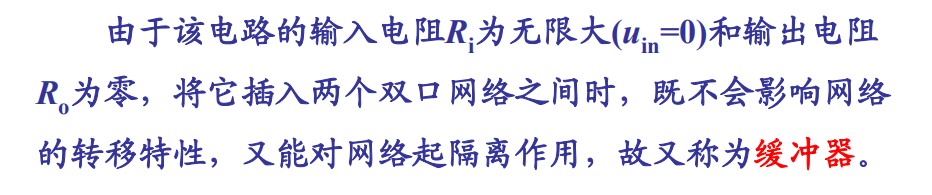 由于该电路的输入电阻Ri为无限大(uin=0)和输出电阻
Ro为零，将它插入两个双口网络之间时，既不会影响网络
的转移特性，又能对网络起隔离作用，故又称为缓冲器。